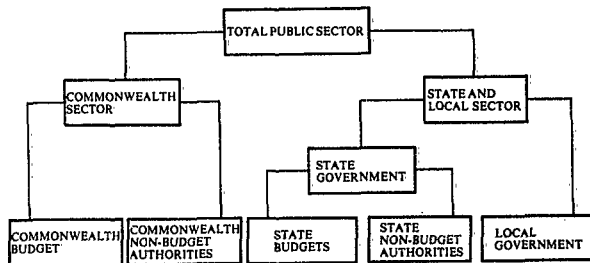 TOTAL PUBLIC SECTOR
COMMONWEALTH
SECTOR
STATE AND
LOCAL SECTOR
STATE
GOVERNMENT
COMMONWEALTH
BUDGET
COMMONWEALTH
NON-BUDGET
AUTHORITIES
STATE
BUDGETS
STATE
NON-BUDGET
AUTHORITIES
LOCAL
GOVERNMENT